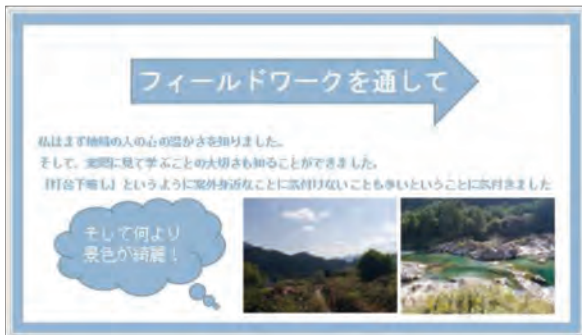 フィールドワークを通して
私はまず地域の人の心の温かさを知りました。
そして、実際に見て学ぶことの大切さも知ることができました。
『灯台下暗し』というように案外身近なことに気付けないことも多いということに気付きました
そして何より
景色が綺麗！